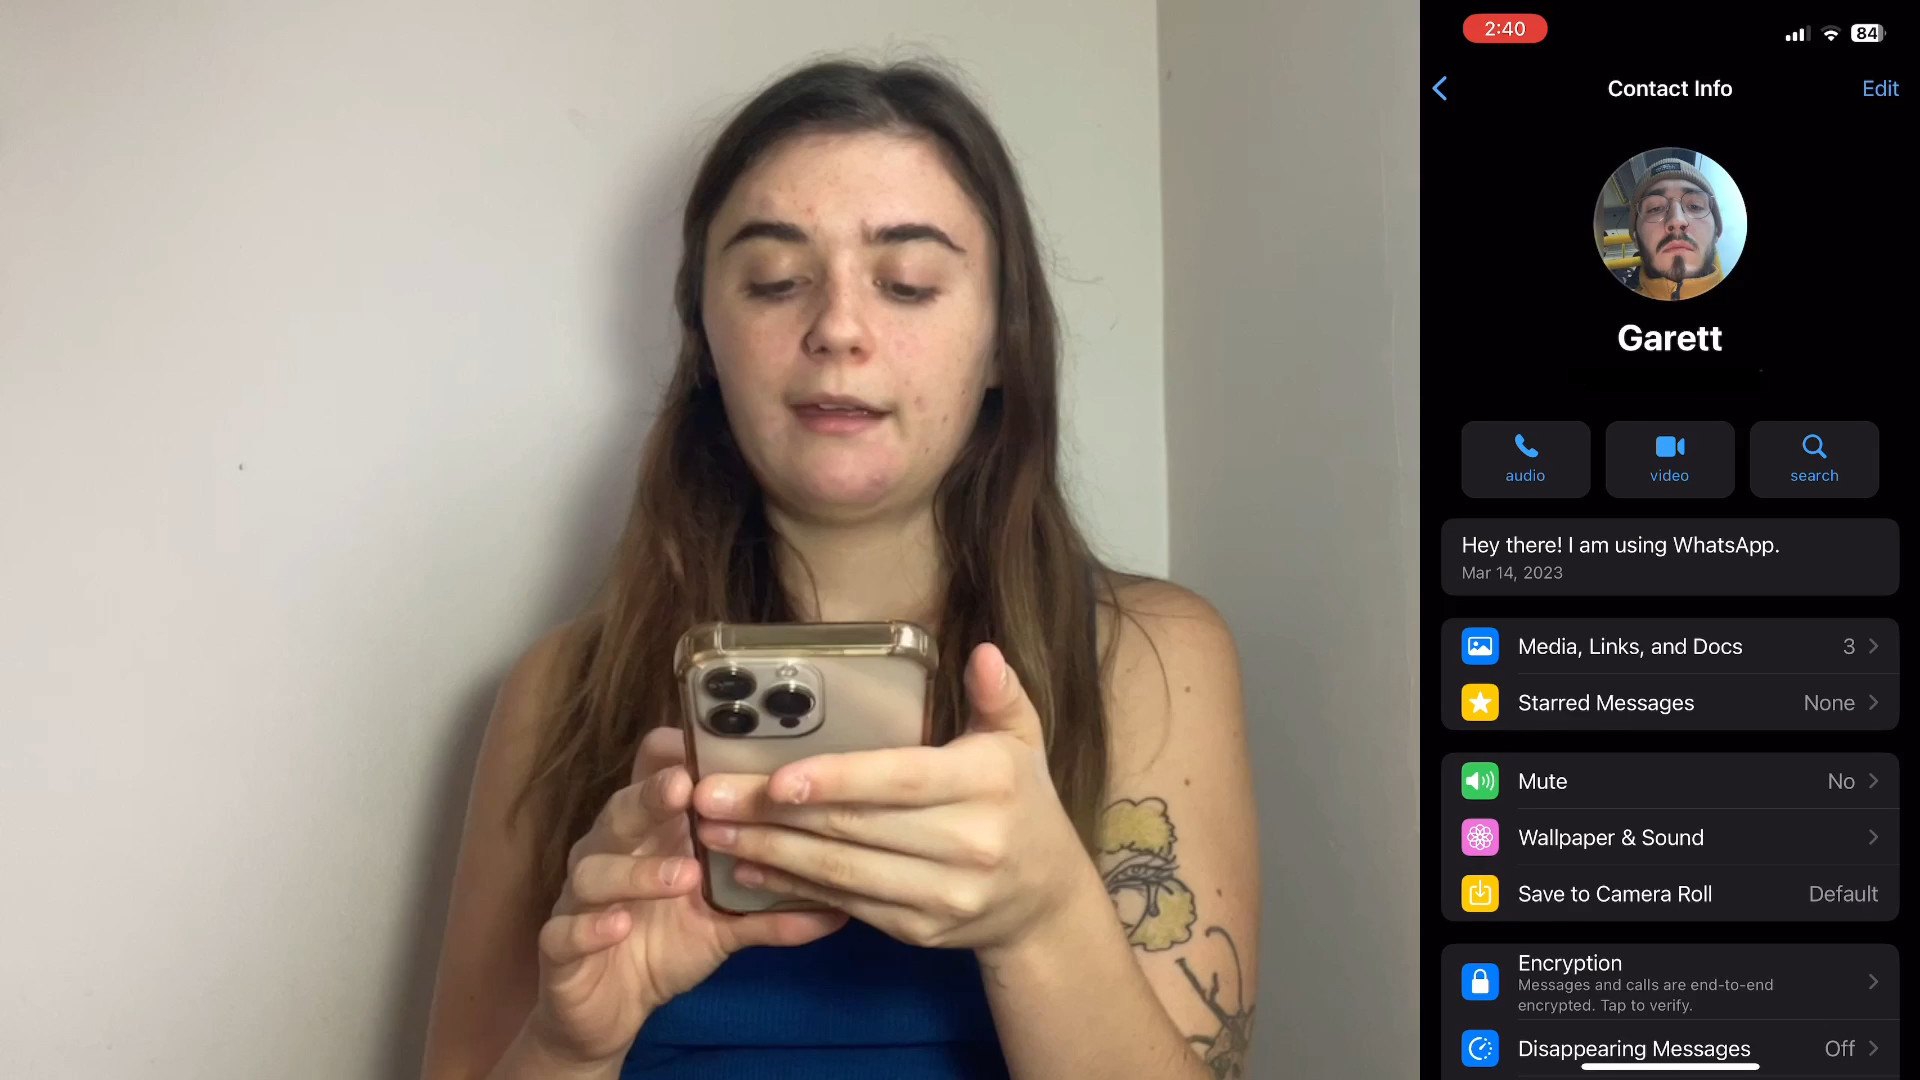 2:40
84
Contact Info
Edit
Garett
audio
video
search
Hey there! I am using WhatsApp.
Mar 14, 2023
Media, Links, and Docs 3
Starred Messages None
Mute No
Wallpaper & Sound
Save to Camera Roll Default
Encryption
Messages and calls are end-to-end
encrypted. Tap to verify.
Disappearing Messages Off